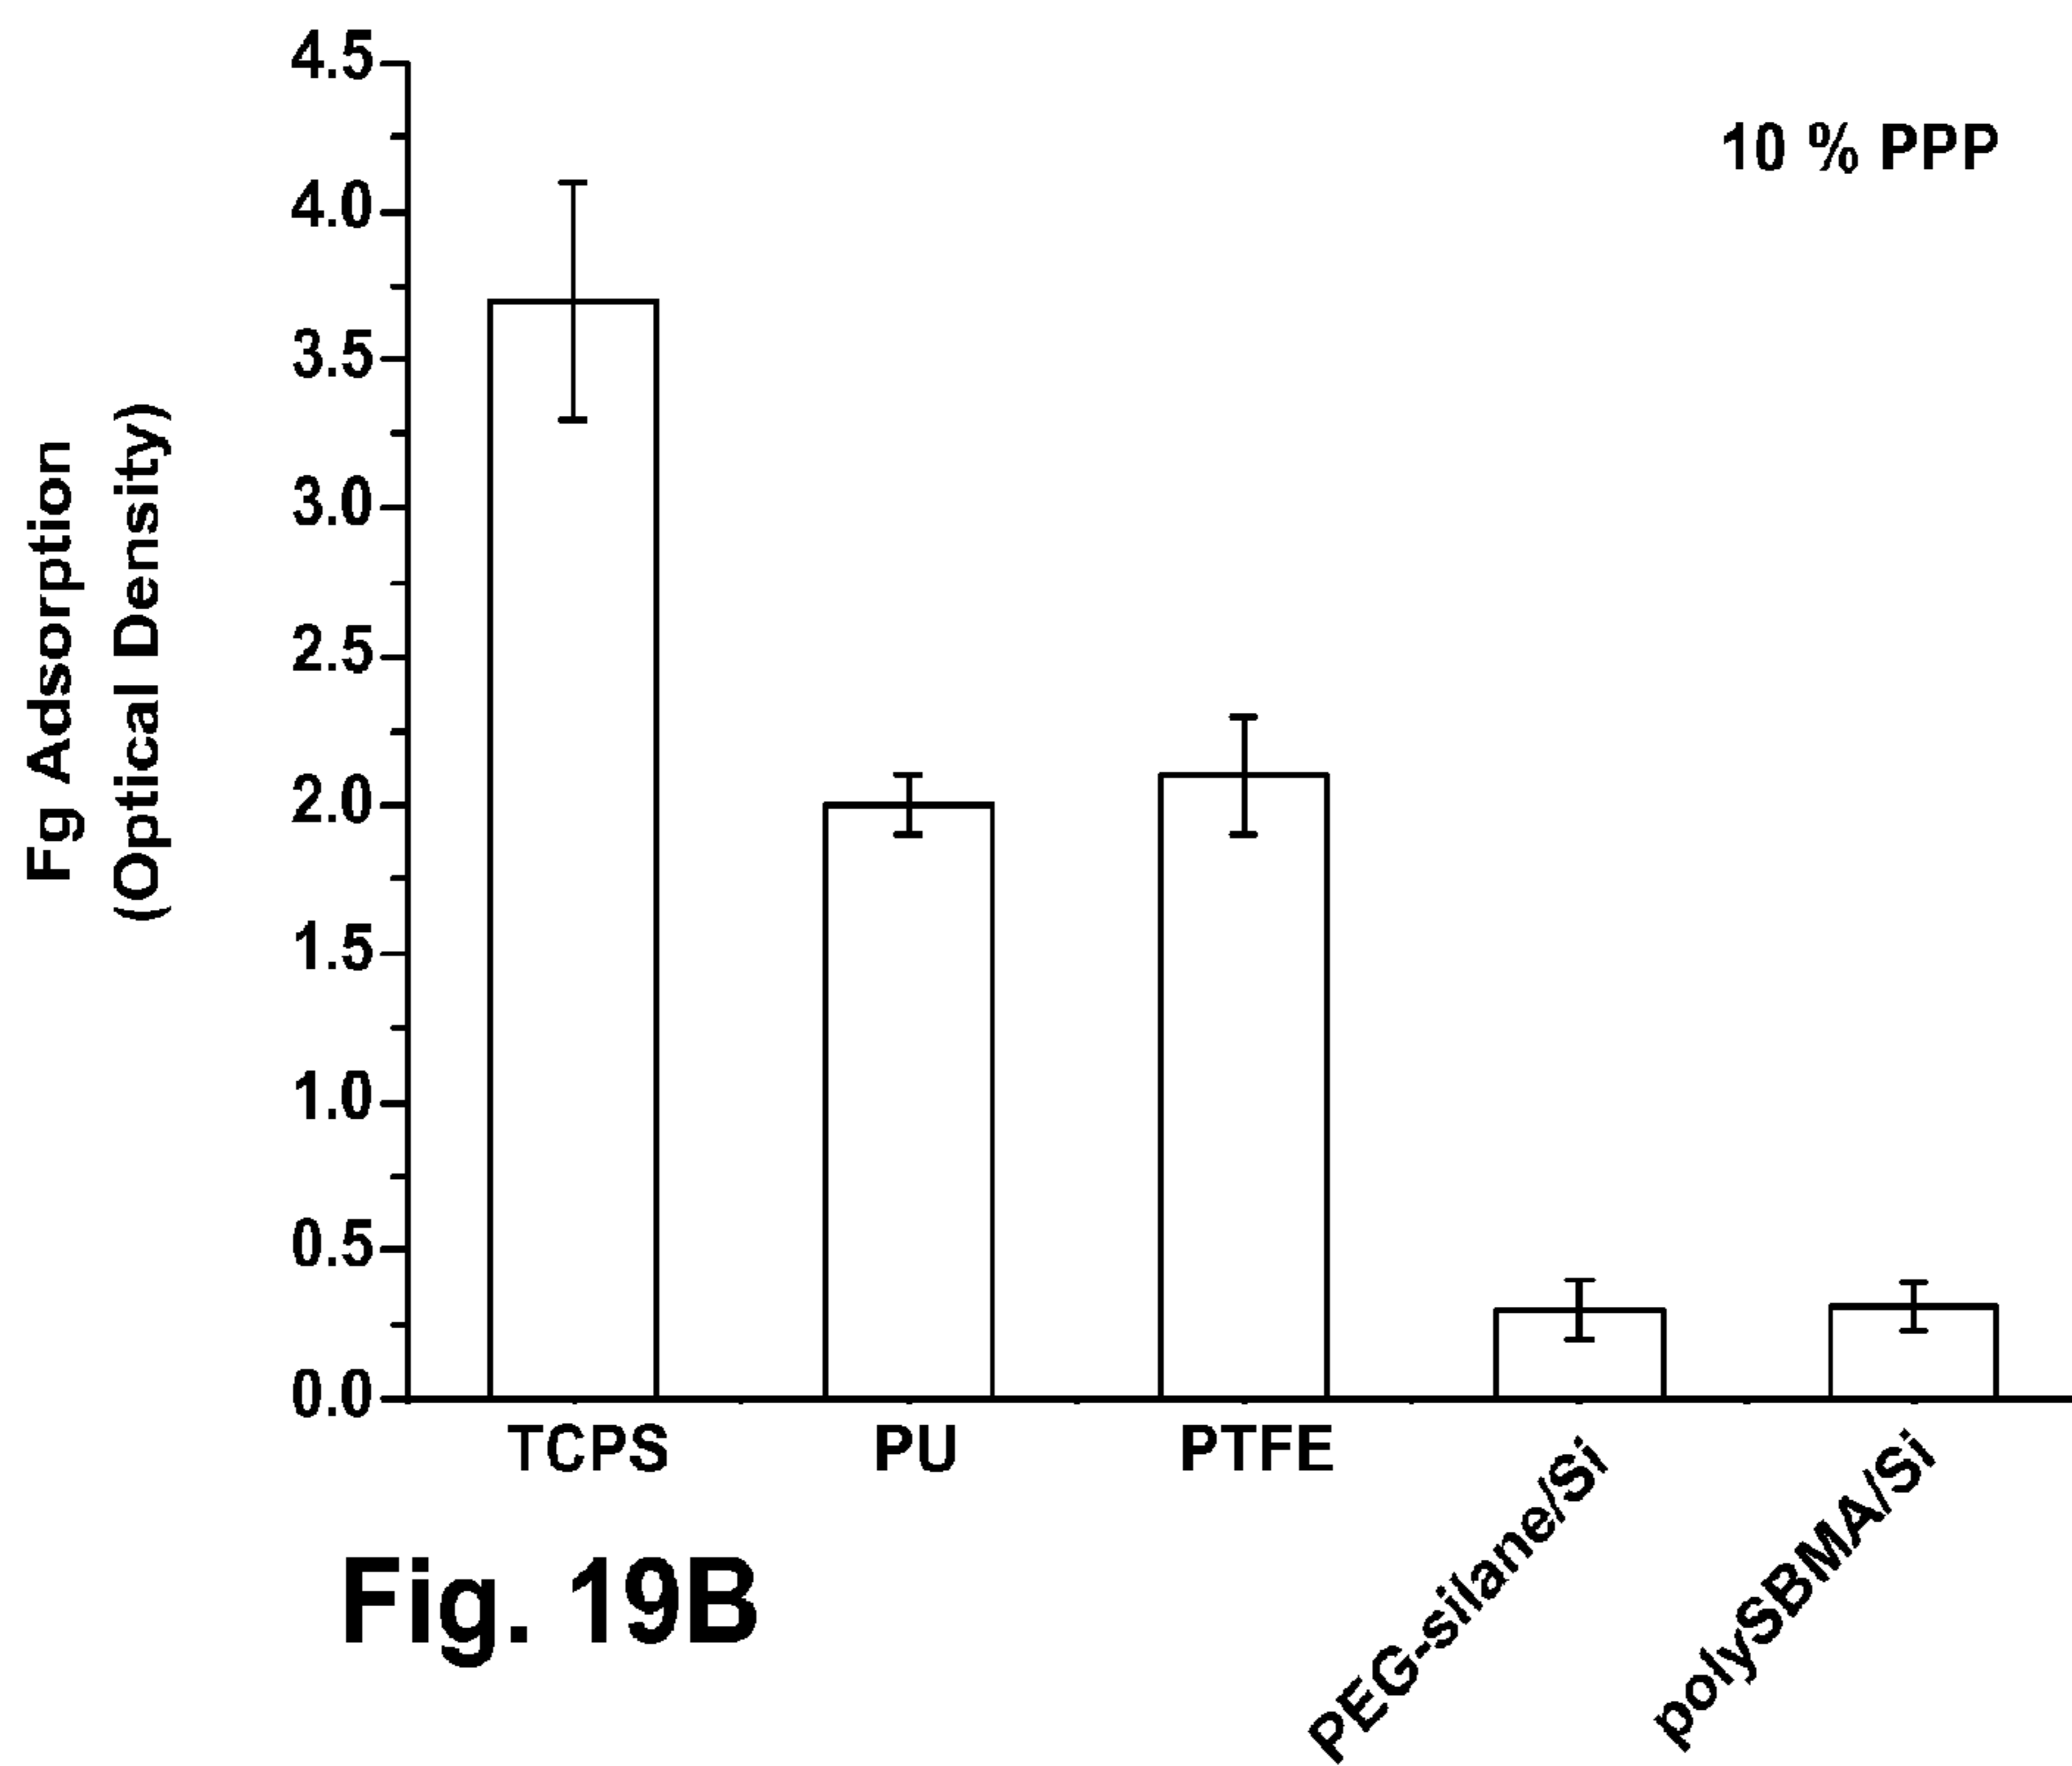 Fg Adsorption
(Optical Density)
4.5
4.0
3.5
3.0
2.5
2.0
1.5
1.0
0.5
0.0
10 % PPP
TCPS
PU
PTFE
PEG-silane/Si
polySBMA/Si
Fig. 19B